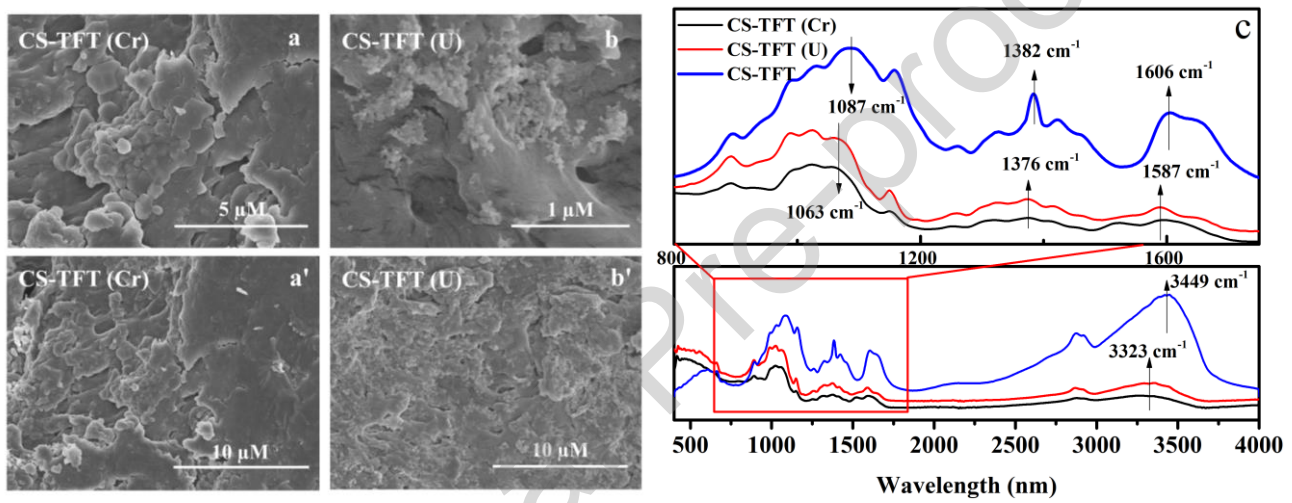 CS-TFT (Cr) a
5 µM
CS-TFT (U) b
1 µM
CS-TFT (Cr) a'
10 µM
CS-TFT (U) b'
10 µM
CS-TFT (Cr)
CS-TFT (U)
CS-TFT
c
1382 cm⁻¹
1606 cm⁻¹
1087 cm⁻¹
1376 cm⁻¹
1587 cm⁻¹
1063 cm⁻¹
800 1200 1600
3449 cm⁻¹
3323 cm⁻¹
500 1000 1500 2000 2500 3000 3500 4000
Wavelength (nm)
Pre-proo